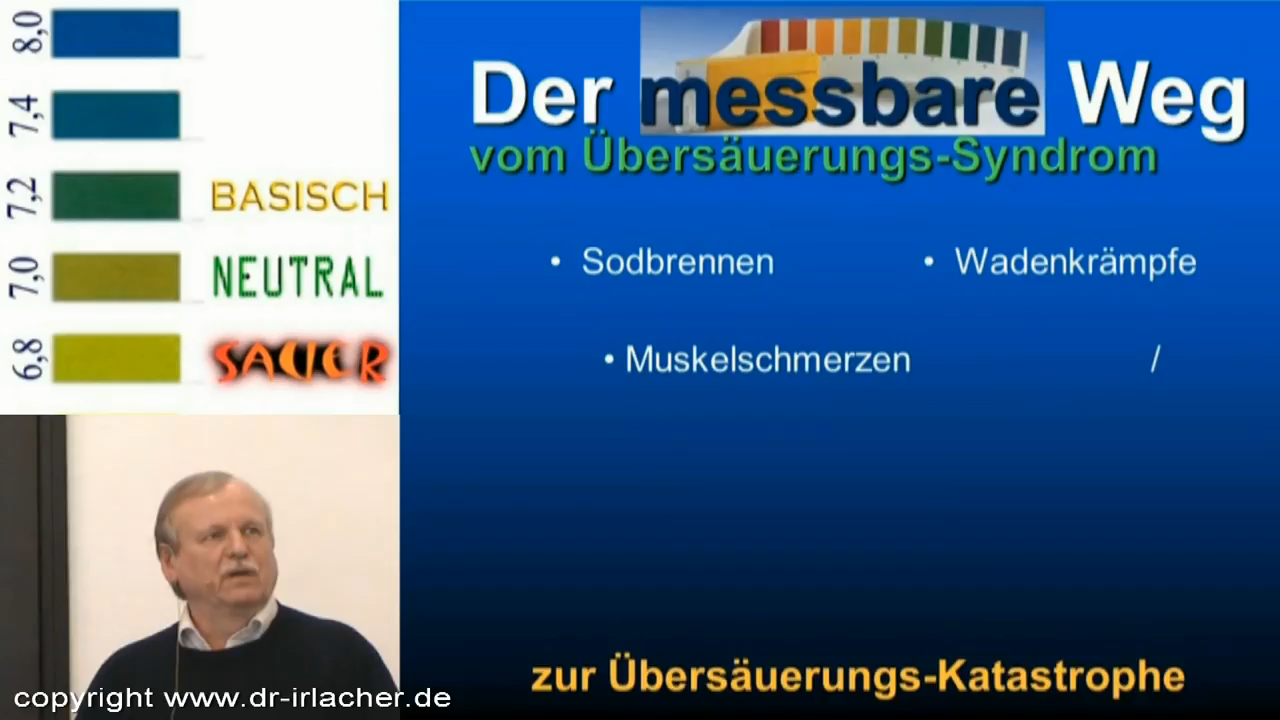 8,0
7,4
7,2 BASISCH
7,0 NEUTRAL
6,8 SAUER
Der messbare Weg
vom Übersäuerungs-Syndrom
• Sodbrennen • Wadenkrämpfe
• Muskelschmerzen /
zur Übersäuerungs-Katastrophe
copyright www.dr-irlacher.de